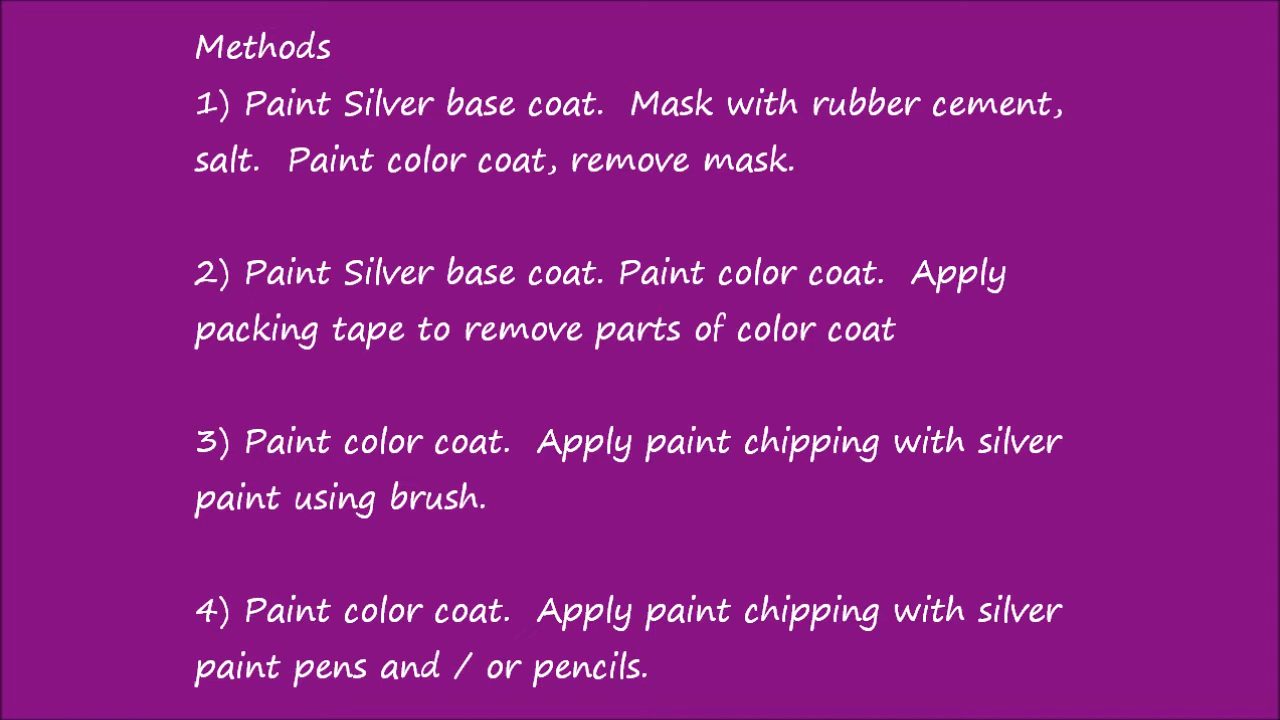 Methods
1) Paint Silver base coat.  Mask with rubber cement,
salt.  Paint color coat, remove mask.
2) Paint Silver base coat. Paint color coat.  Apply
packing tape to remove parts of color coat
3) Paint color coat.  Apply paint chipping with silver
paint using brush.
4) Paint color coat.  Apply paint chipping with silver
paint pens and / or pencils.